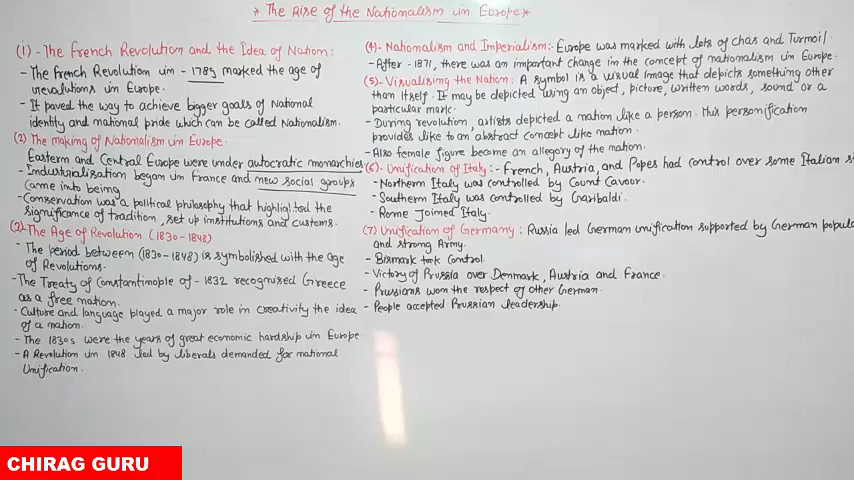 * The Rise of the Nationalism in Europe *
(1) - The French Revolution and the Idea of Nation:
- The French Revolution in - 1789 marked the age of
revolutions in Europe.
- It paved the way to achieve bigger goals of National
identity and national pride which can be called Nationalism.
(2) The making of Nationalism in Europe.
Eastern and Central Europe were under autocratic monarchies
- Industrialisation began in France and new social groups
came into being
- Conservation was a political philosophy that highlighted the
significance of tradition, set up institutions and customs.
(3) The Age of Revolution (1830-1848)
- The period between (1830-1848) is symbolished with the age
of Revolutions.
- The Treaty of Constantinople of - 1832 recognised Greece
as a free nation.
- Culture and language played a major role in creativity the idea
of a nation.
- The 1830s were the years of great economic hardship in Europe
- A Revolution in 1848 led by liberals demanded for national
Unification.
(4) - Nationalism and Imperialism:- Europe was marked with lots of chas and Turmoil.
- After - 1871, there was an important change in the concept of nationalism in Europe.
(5) - Visualising the Nation: A symbol is a visual image that depicts something other
than itself. It may be depicted using an object, picture, written words, sound or a
particular mark.
- During revolution, artists depicted a nation like a person. This personification
provides like to an abstract concept like nation.
- Also female figure become an allegory of the nation.
(6) - Unification of Italy:- French, Austria, and Popes had control over some Italian
- Northern Italy was controlled by Count Cavour.
- Southern Italy was controlled by Garibaldi.
- Rome Joined Italy.
(7) Unification of Germany: Russia led German unification supported by German
and strong Army.
- Bismark took Control.
- Victory of Prussia over Denmark, Austria and France.
- Prussians won the respect of other German.
- People accepted Prussian leadership.
CHIRAG GURU